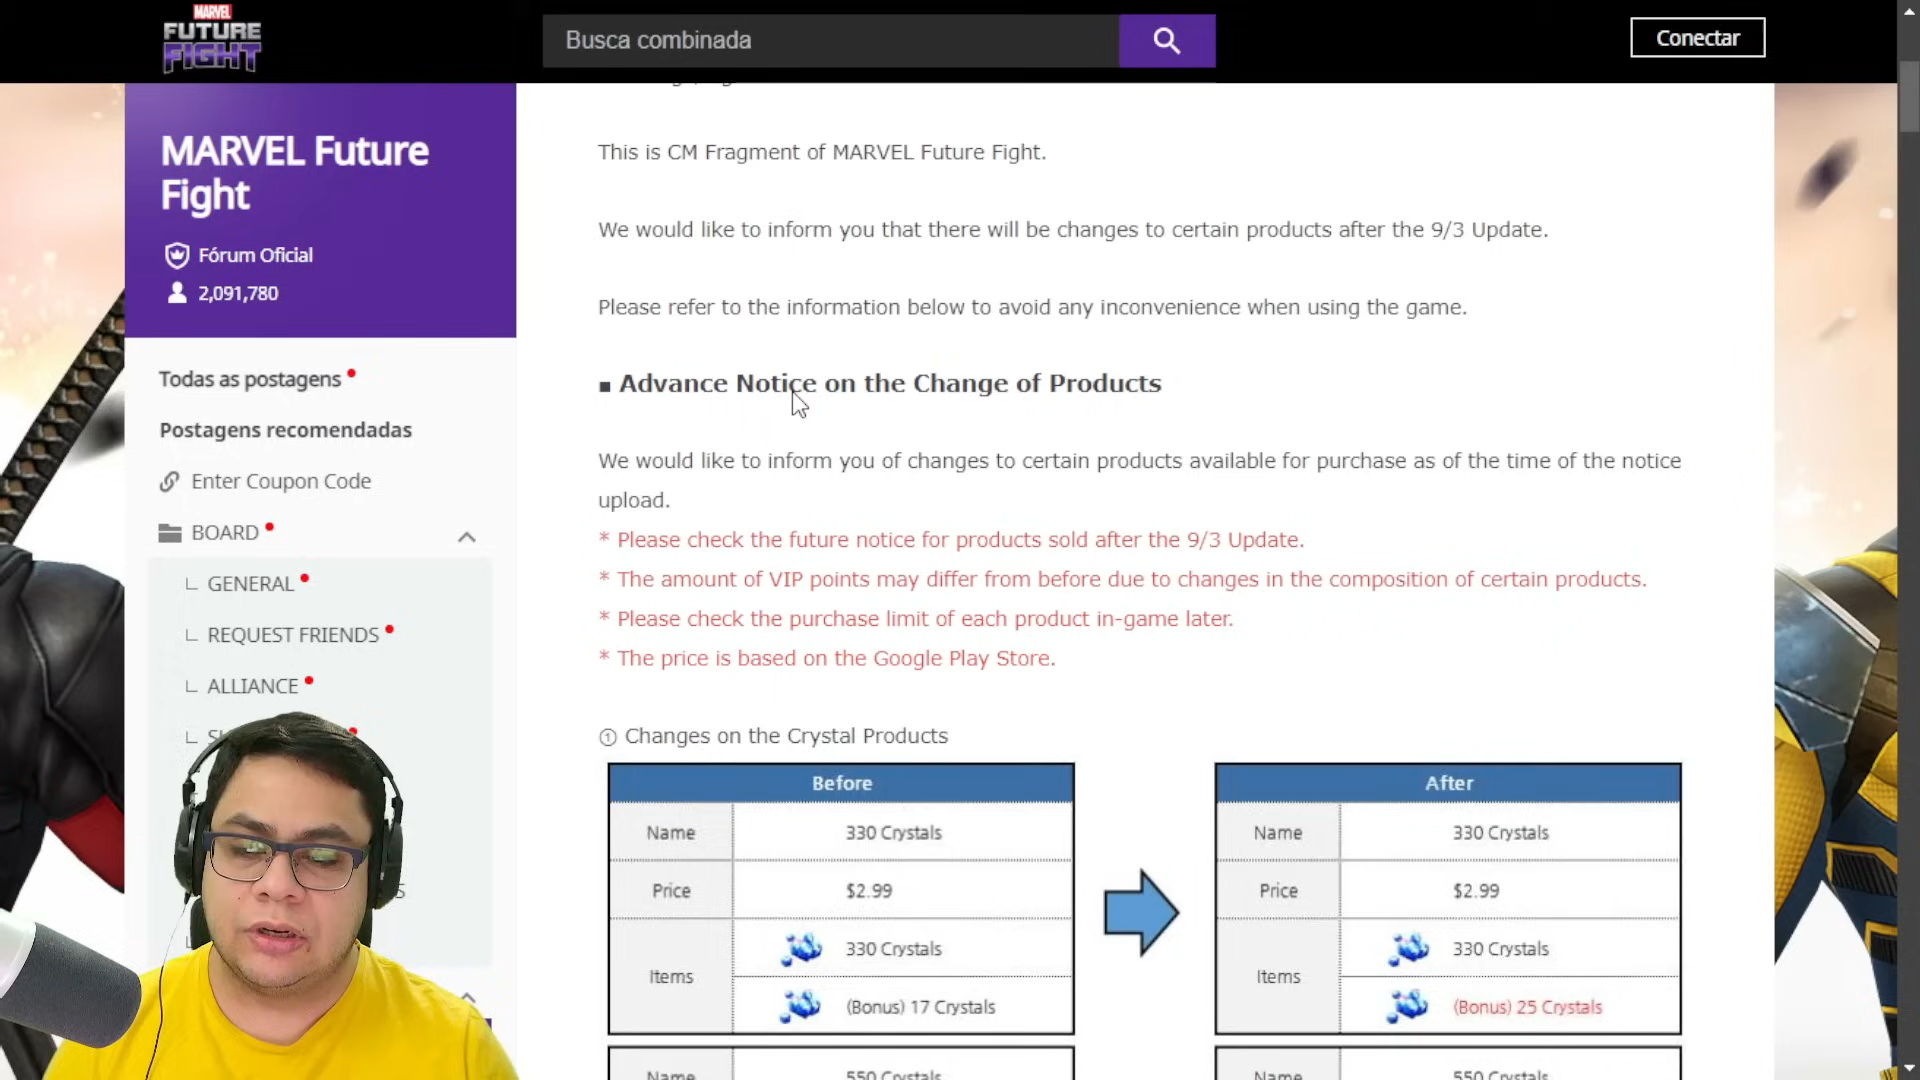 MARVEL
FUTURE
FIGHT
Busca combinada
Conectar
MARVEL Future
Fight
Fórum Oficial
2,091,780
Todas as postagens
Postagens recomendadas
Enter Coupon Code
BOARD
GENERAL
REQUEST FRIENDS
ALLIANCE
This is CM Fragment of MARVEL Future Fight.
We would like to inform you that there will be changes to certain products after the 9/3 Update.
Please refer to the information below to avoid any inconvenience when using the game.
■ Advance Notice on the Change of Products
We would like to inform you of changes to certain products available for purchase as of the time of the notice
upload.
* Please check the future notice for products sold after the 9/3 Update.
* The amount of VIP points may differ from before due to changes in the composition of certain products.
* Please check the purchase limit of each product in-game later.
* The price is based on the Google Play Store.
① Changes on the Crystal Products
Before
Name 330 Crystals
Price $2.99
Items 330 Crystals
(Bonus) 17 Crystals
Name 550 Crystals
After
Name 330 Crystals
Price $2.99
Items 330 Crystals
(Bonus) 25 Crystals
Name 550 Crystals